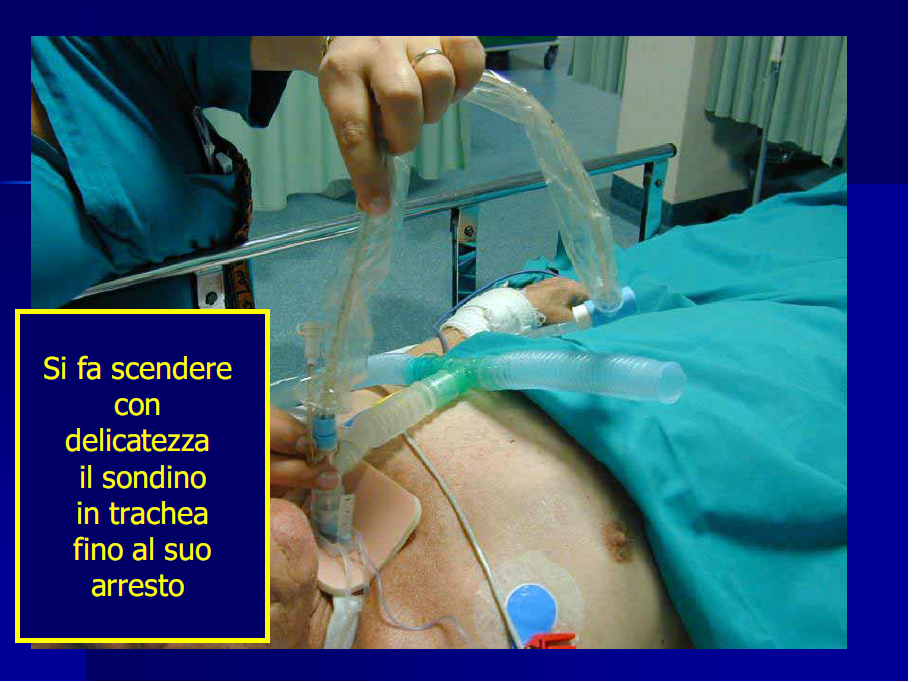 Si fa scendere
con
delicatezza
il sondino
in trachea
fino al suo
arresto